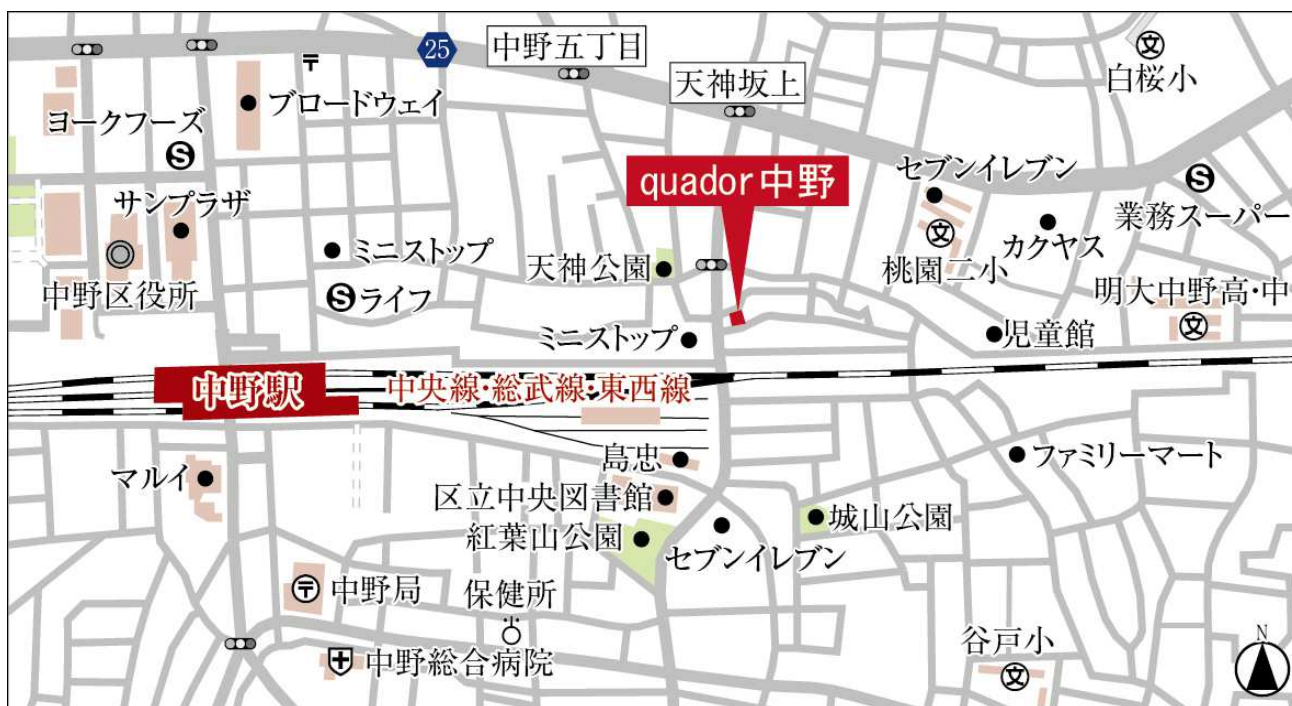 25
中野五丁目
天神坂上
白桜小
ブロードウェイ
ヨークフーズ
S
quador中野
セブンイレブン
S
業務スーパー
サンプラザ
ミニストップ
天神公園
桃園二小
カクヤス
中野区役所
Sライフ
明大中野高・中
ミニストップ
児童館
中野駅
中央線・総武線・東西線
マルイ
島忠
ファミリーマート
区立中央図書館
紅葉山公園
城山公園
セブンイレブン
中野局
保健所
中野総合病院
谷戸小
N
文
文
文
文